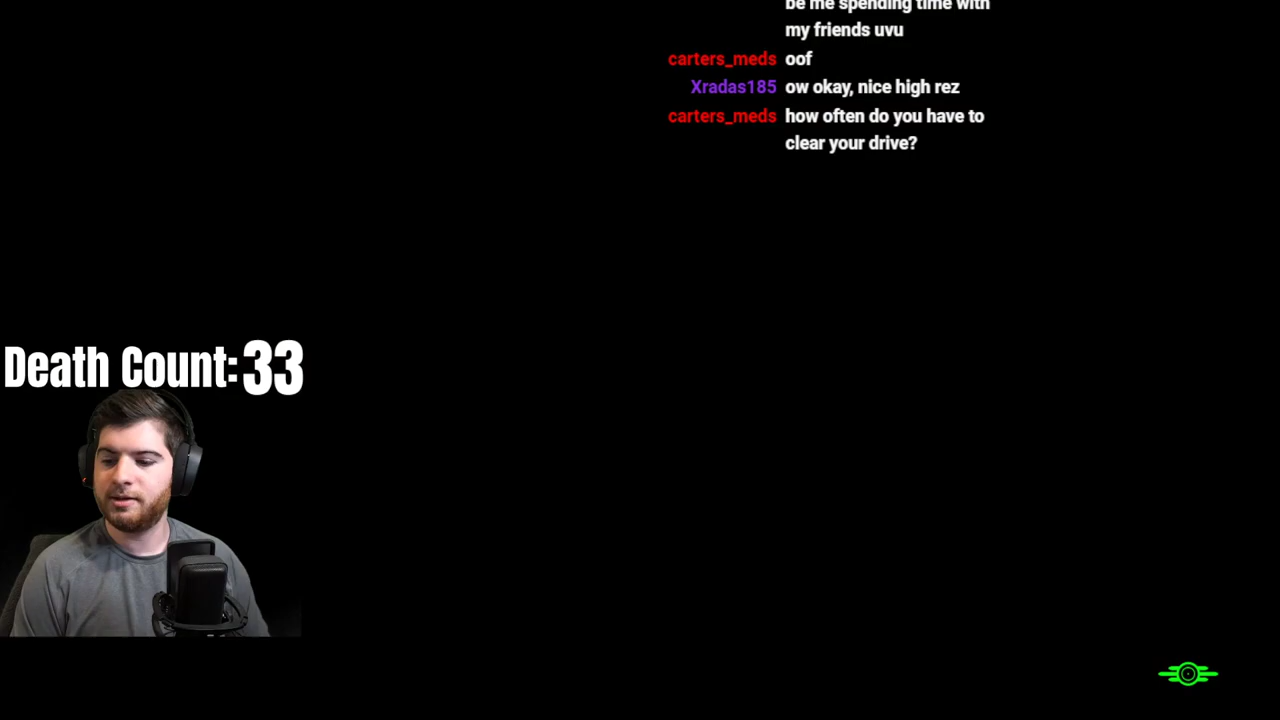 be me spending time with
my friends uvu
carters_meds oof
Xradas185 ow okay, nice high rez
carters_meds how often do you have to
clear your drive?
Death Count: 33